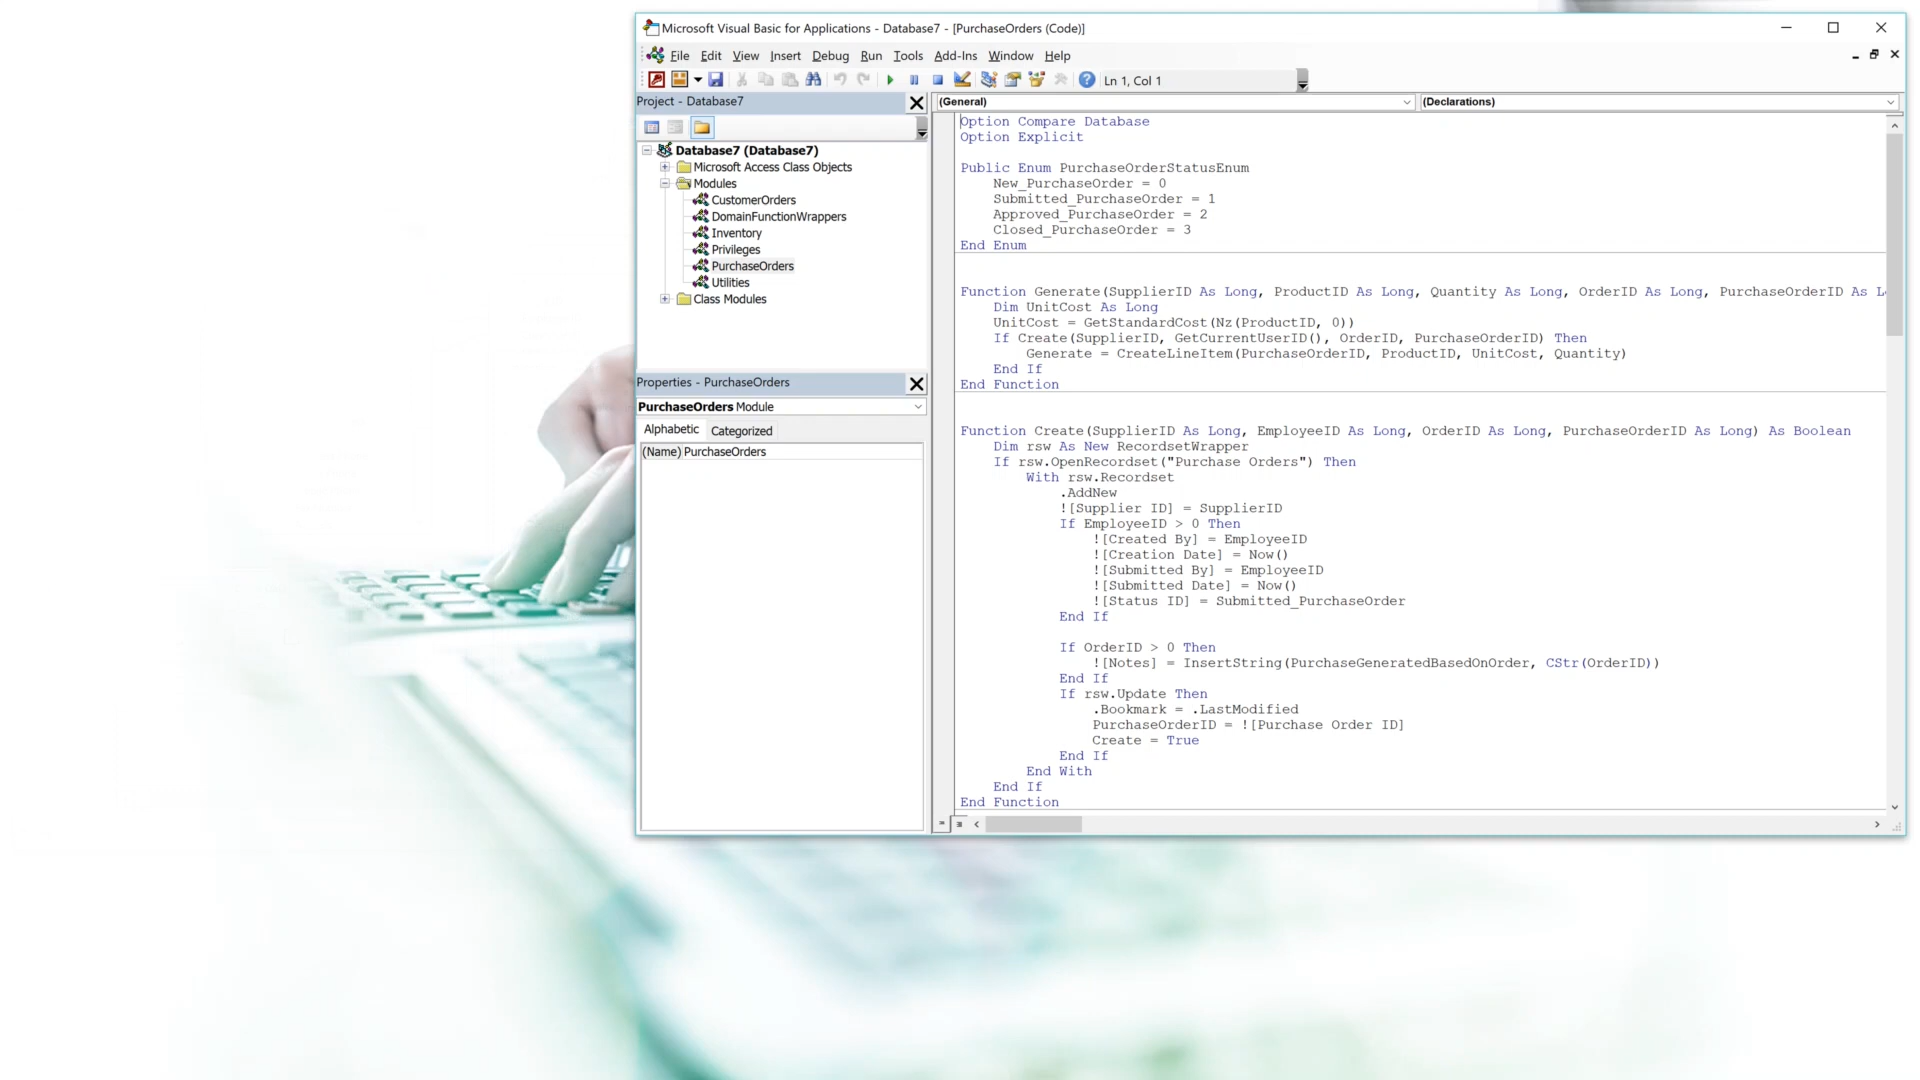 Microsoft Visual Basic for Applications - Database7 - [PurchaseOrders (Code)]
File Edit View Insert Debug Run Tools Add-Ins Window Help
Ln 1, Col 1
Project - Database7
Database7 (Database7)
Microsoft Access Class Objects
Modules
CustomerOrders
DomainFunctionWrappers
Inventory
Privileges
PurchaseOrders
Utilities
Class Modules
Properties - PurchaseOrders
PurchaseOrders Module
Alphabetic Categorized
(Name) PurchaseOrders
(General) (Declarations)
Option Compare Database
Option Explicit
Public Enum PurchaseOrderStatusEnum
New_PurchaseOrder = 0
Submitted_PurchaseOrder = 1
Approved_PurchaseOrder = 2
Closed_PurchaseOrder = 3
End Enum
Function Generate(SupplierID As Long, ProductID As Long, Quantity As Long, OrderID As Long, PurchaseOrderID As L
Dim UnitCost As Long
UnitCost = GetStandardCost(Nz(ProductID, 0))
If Create(SupplierID, GetCurrentUserID(), OrderID, PurchaseOrderID) Then
Generate = CreateLineItem(PurchaseOrderID, ProductID, UnitCost, Quantity)
End If
End Function
Function Create(SupplierID As Long, EmployeeID As Long, OrderID As Long, PurchaseOrderID As Long) As Boolean
Dim rsw As New RecordsetWrapper
If rsw.OpenRecordset("Purchase Orders") Then
With rsw.Recordset
.AddNew
![Supplier ID] = SupplierID
If EmployeeID > 0 Then
![Created By] = EmployeeID
![Creation Date] = Now()
![Submitted By] = EmployeeID
![Submitted Date] = Now()
![Status ID] = Submitted_PurchaseOrder
End If
If OrderID > 0 Then
![Notes] = InsertString(PurchaseGeneratedBasedOnOrder, CStr(OrderID))
End If
If rsw.Update Then
.Bookmark = .LastModified
PurchaseOrderID = ![Purchase Order ID]
Create = True
End If
End With
End If
End Function